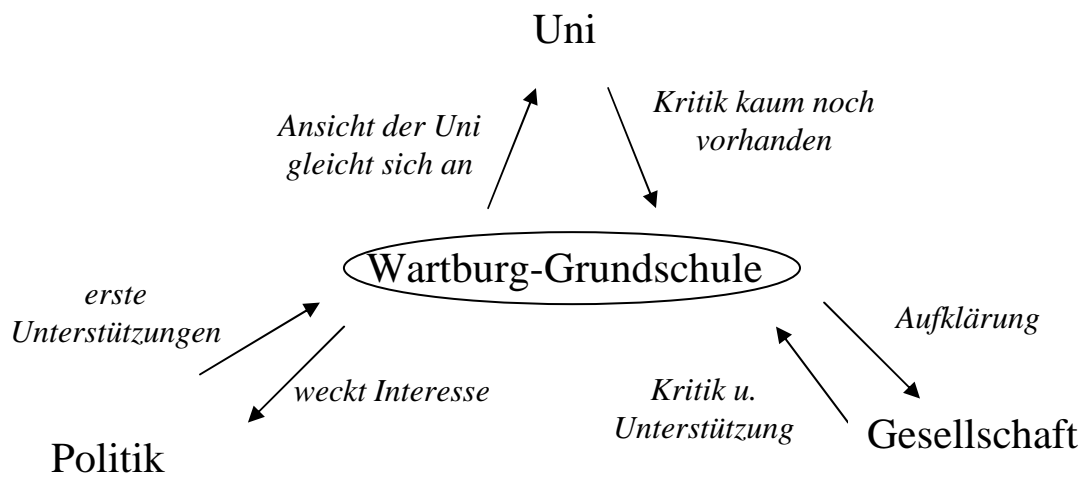 Uni
Ansicht der Uni
gleicht sich an
Kritik kaum noch
vorhanden
Wartburg-Grundschule
erste
Unterstützungen
weckt Interesse
Kritik u.
Unterstützung
Aufklärung
Politik
Gesellschaft